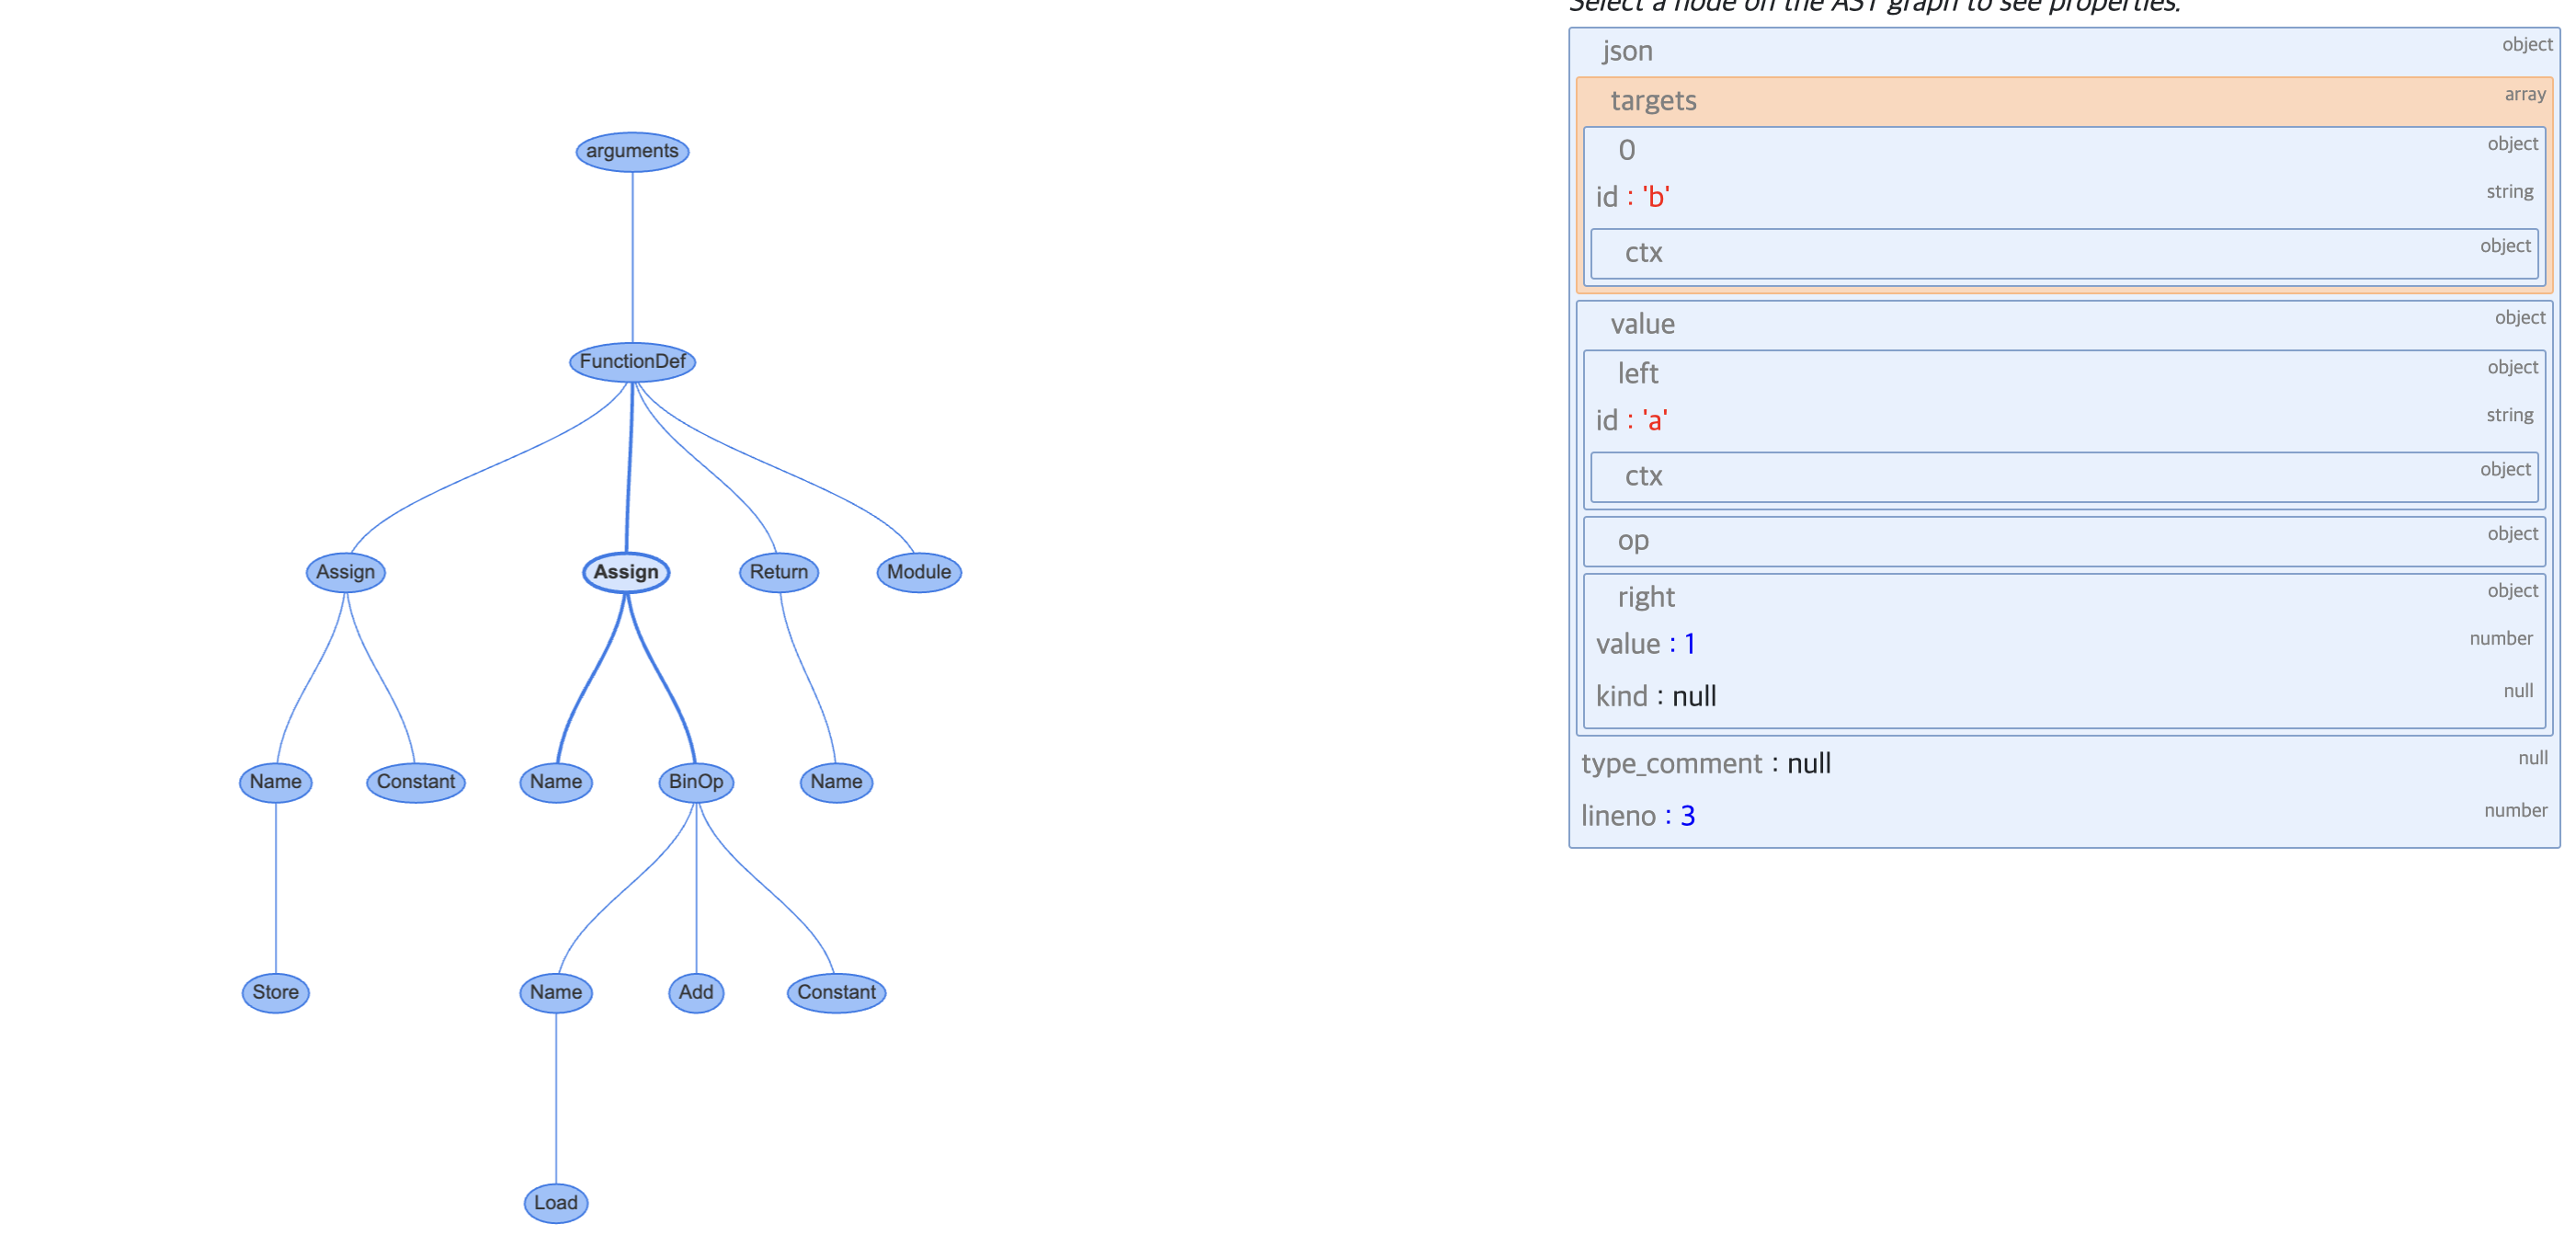 Select a node on the AST graph to see properties.
json object
targets array
0 object
id : 'b' string
ctx object
value object
left object
id : 'a' string
ctx object
op object
right object
value : 1 number
kind : null null
type_comment : null null
lineno : 3 number
arguments
FunctionDef
Assign Assign Return Module
Name Constant Name BinOp Name
Store Name Add Constant
Load